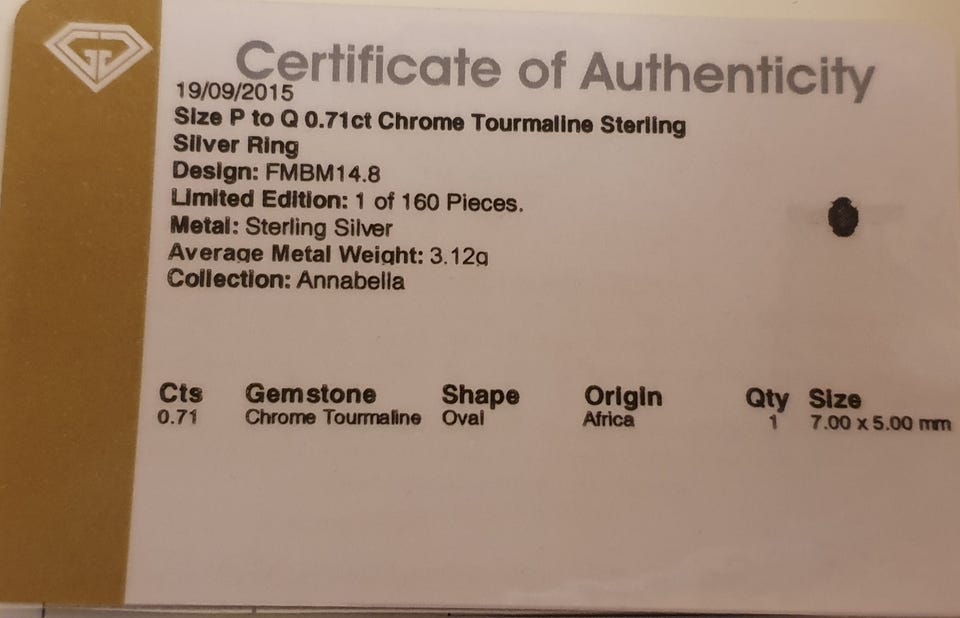 Certificate of Authenticity
19/09/2015
Size P to Q 0.71ct Chrome Tourmaline Sterling
Silver Ring
Design: FMBM14.8
Limited Edition: 1 of 160 Pieces.
Metal: Sterling Silver
Average Metal Weight: 3.12g
Collection: Annabella
Cts Gemstone Shape Origin Qty Size
0.71 Chrome Tourmaline Oval Africa 1 7.00 x 5.00 mm